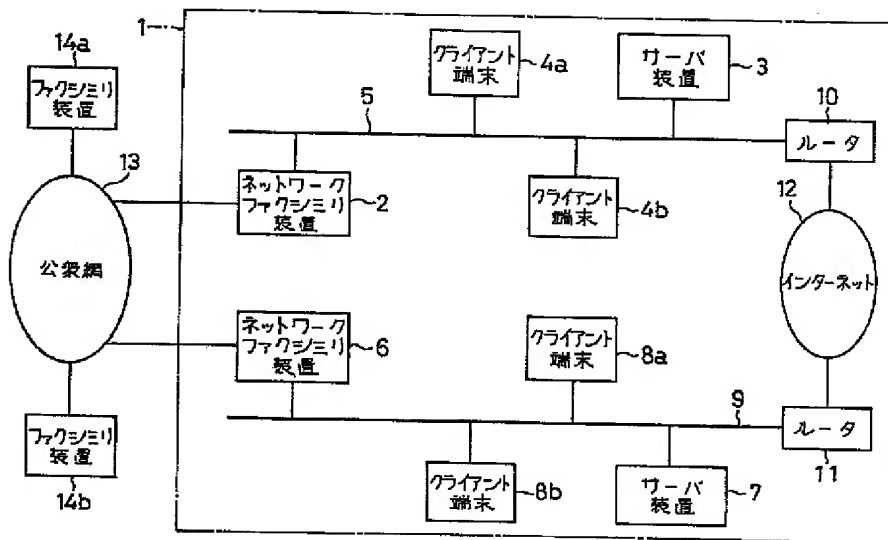 1
14a
ファクシミリ
装置
13
公衆網
ファクシミリ
装置
14b
クライアント
端末
4a
サーバ
装置
3
5
10
ルータ
ネットワーク
ファクシミリ
装置
2
クライアント
端末
4b
12
インターネット
ネットワーク
ファクシミリ
装置
6
クライアント
端末
8a
9
ルータ
11
クライアント
端末
8b
サーバ
装置
7